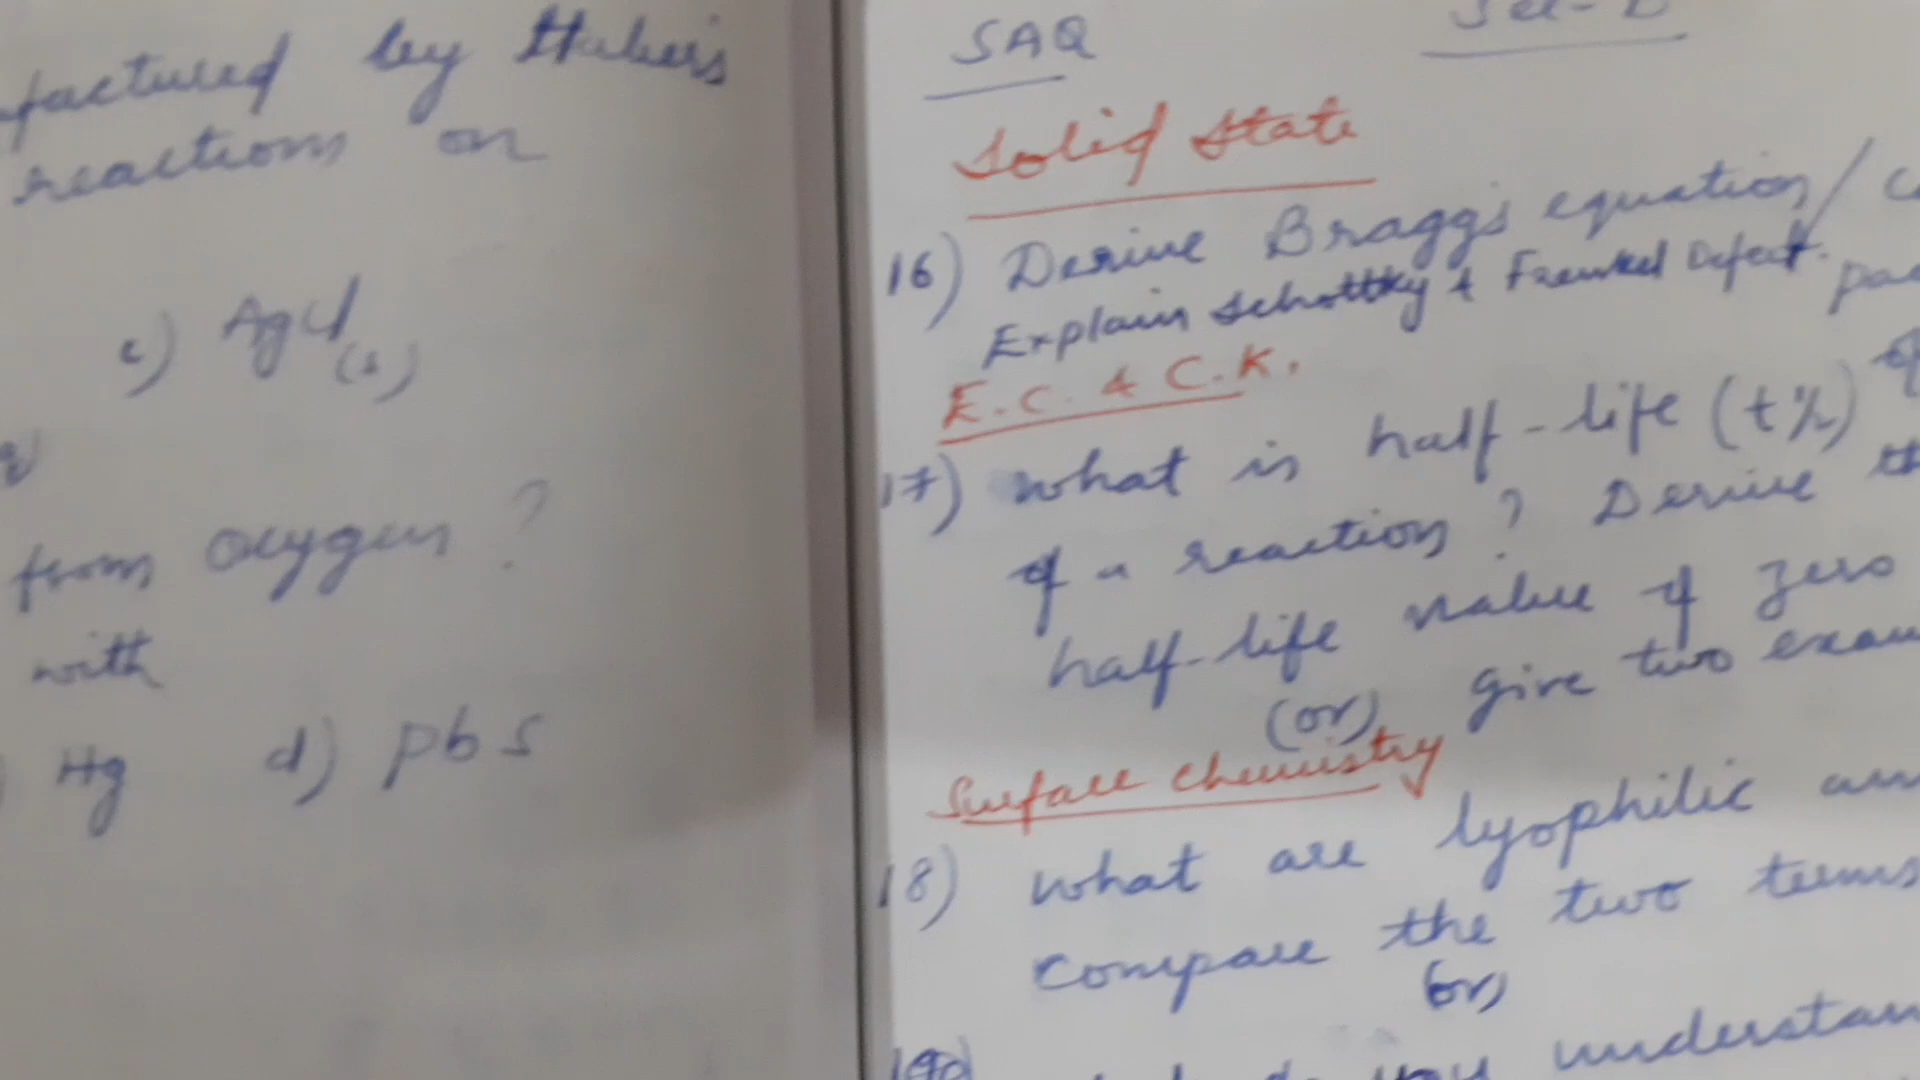 factured by Haber's
reactions on
c) AgCl(s)
from oxygen?
with
Hg d) pbs
SAQ
Solid State
16) Derive Bragg's equation/
Explain Schottky & Frenkel Defect.
E.C. & C.K.
17) what is half-life (t½) of
of a reaction? Derive
half-life value of zero
(or) give two
Surface chemistry
18) what are lyophilic
compare the two terms
(or)